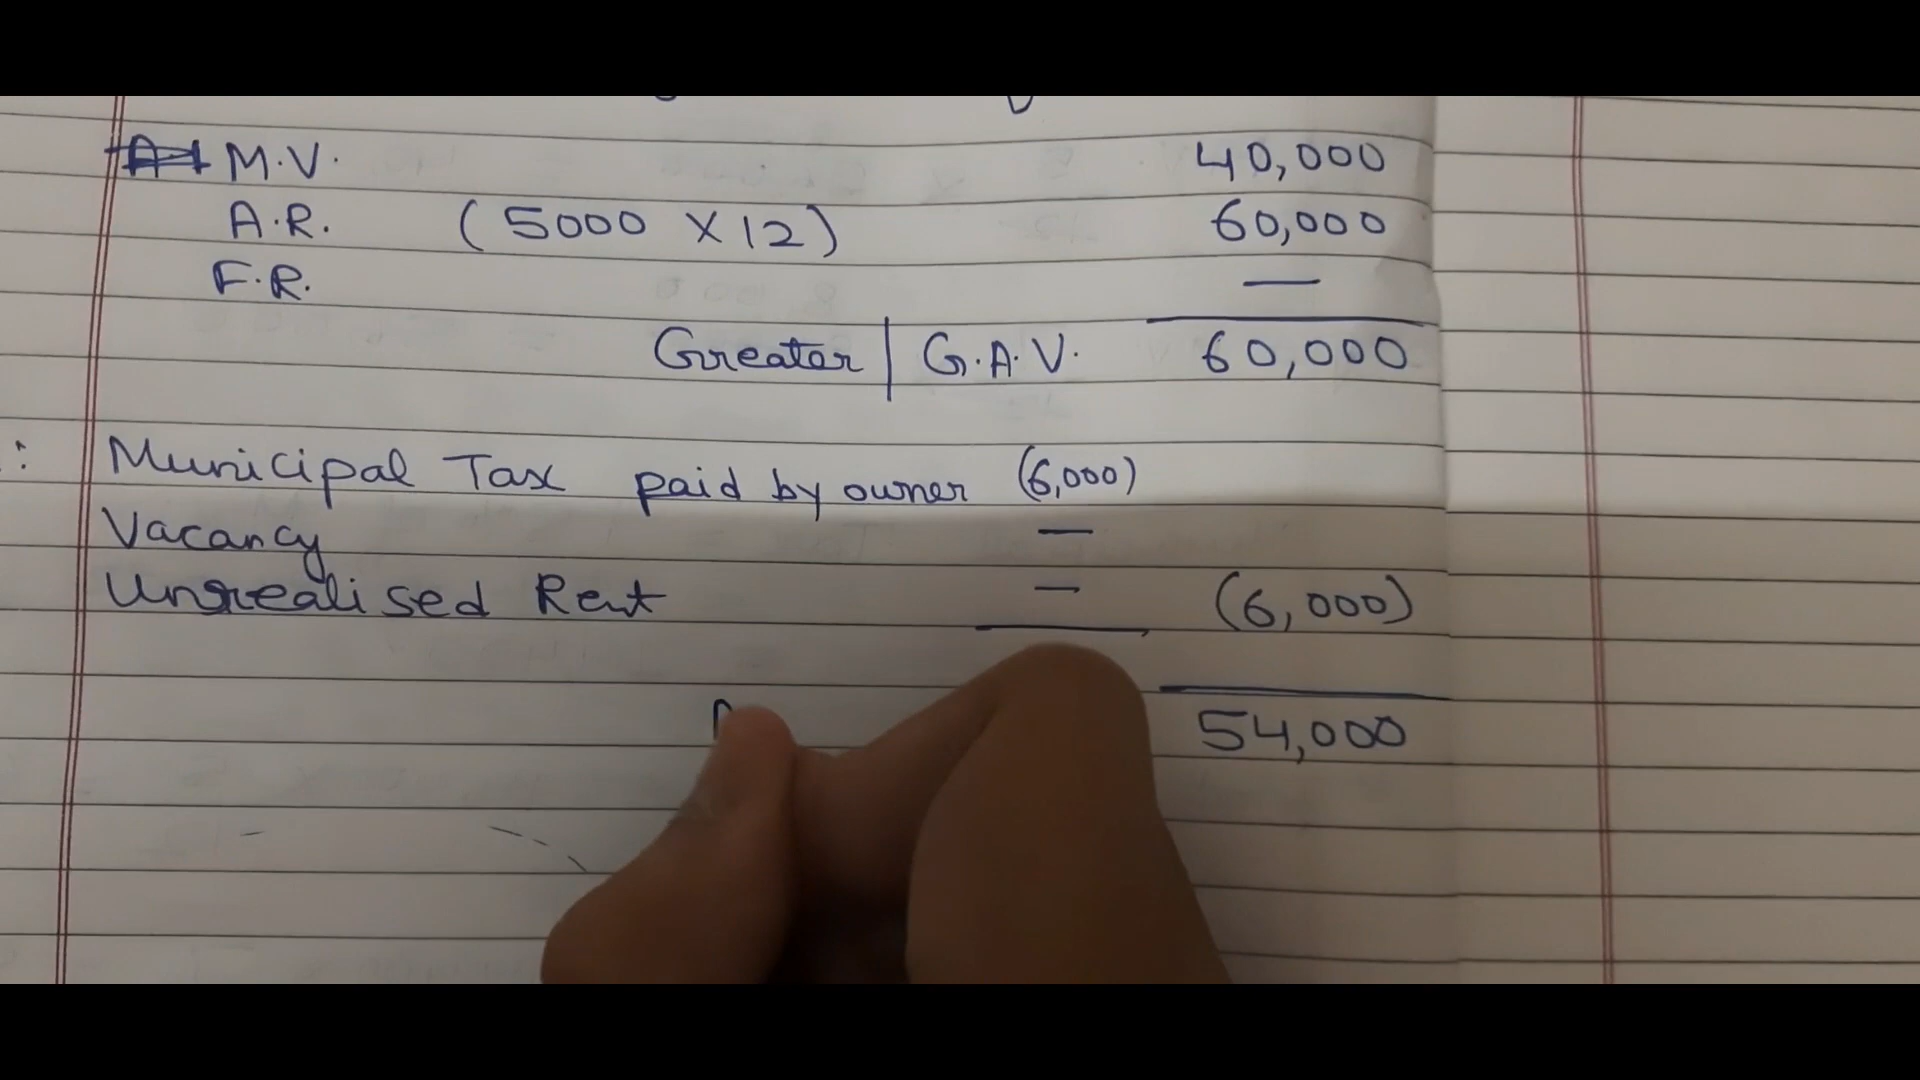 M.V. 40,000
A.R. (5000 X 12) 60,000
F.R. —
Greater | G.A.V. 60,000
: Municipal Tax paid by owner (6,000)
Vacancy —
Unrealised Rent — (6,000)
54,000